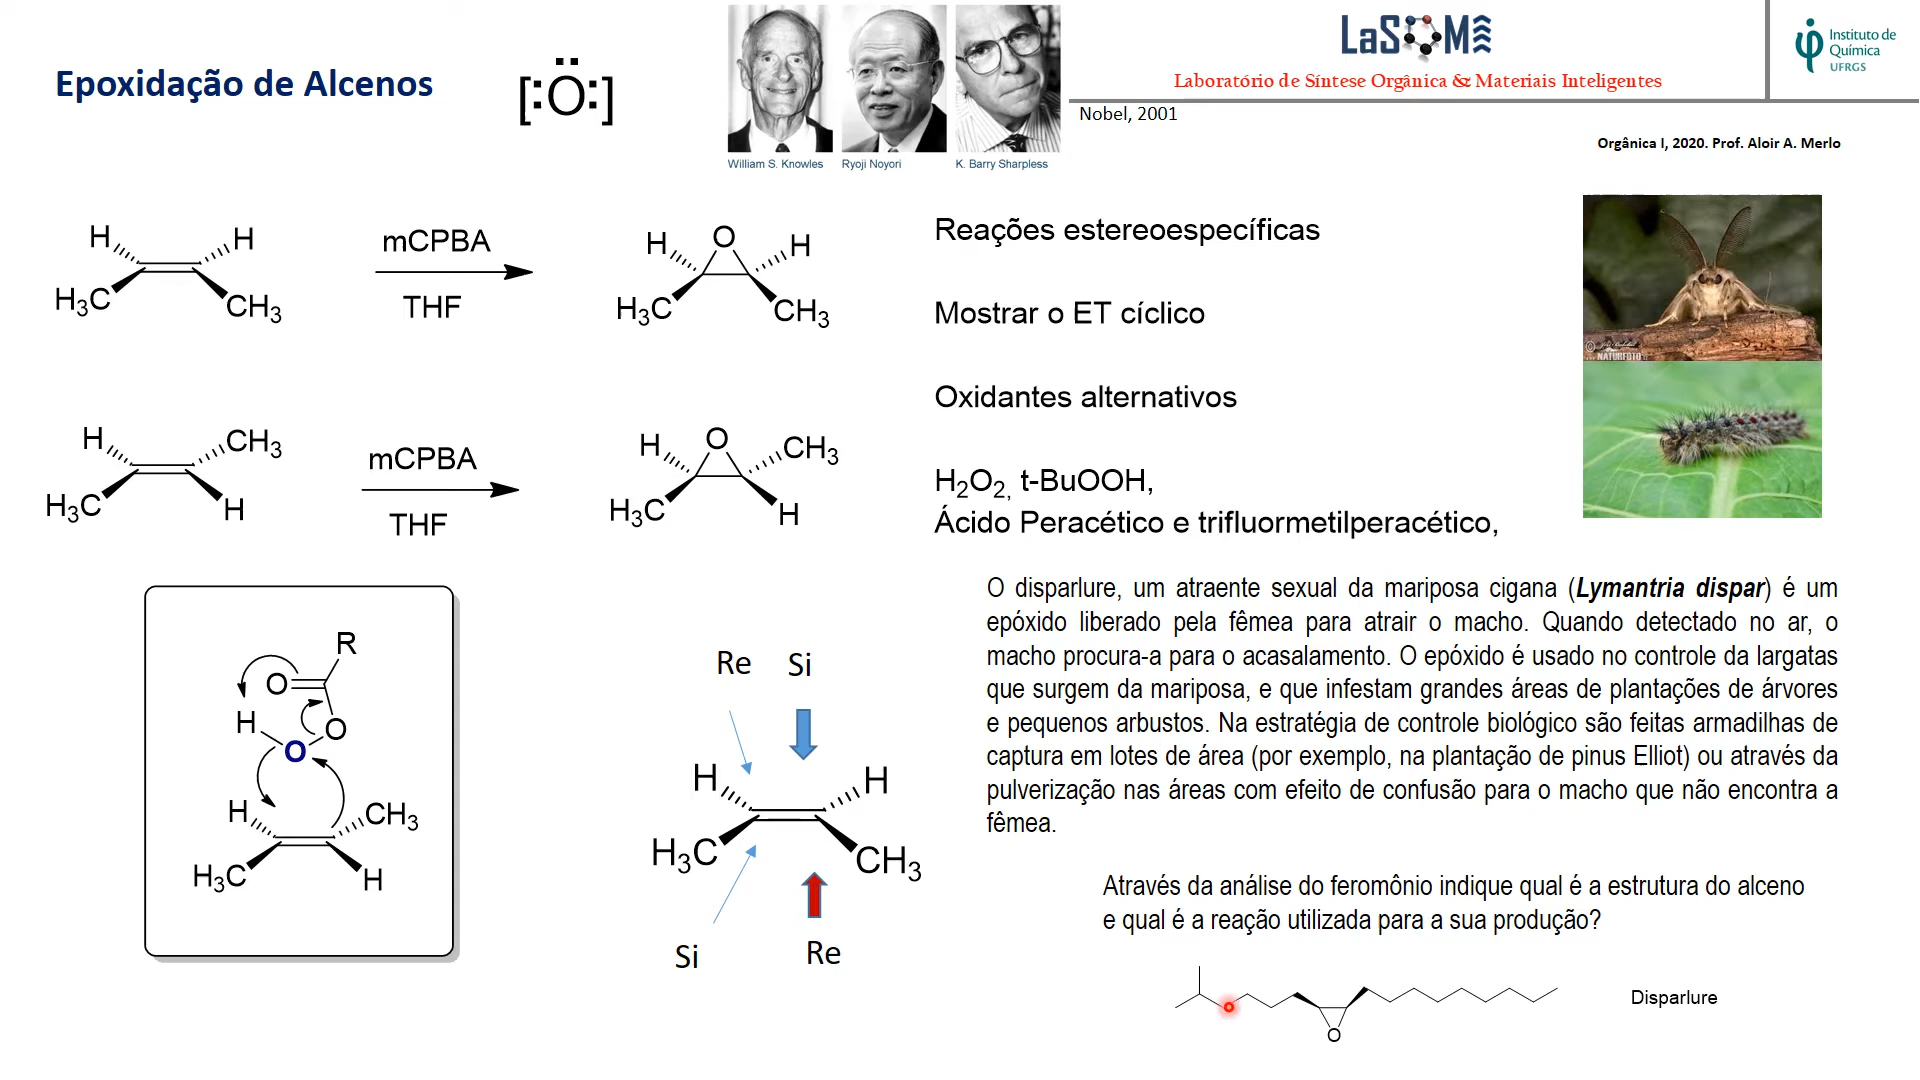 Epoxidação de Alcenos
[:Ö:]
William S. Knowles
Ryoji Noyori
K. Barry Sharpless
LaSOMI
Laboratório de Síntese Orgânica & Materiais Inteligentes
Instituto de
Química
UFRGS
Nobel, 2001
Orgânica I, 2020. Prof. Aloir A. Merlo
H H
H3C CH3
mCPBA
THF
H O H
H3C CH3
Reações estereoespecíficas
Mostrar o ET cíclico
Oxidantes alternativos
H2O2, t-BuOOH,
Ácido Peracético e trifluormetilperacético,
H CH3
H3C H
mCPBA
THF
H O CH3
H3C H
NATURFOTO
R
O
H O
O
H CH3
H3C H
Re Si
H H
H3C CH3
Si Re
O disparlure, um atraente sexual da mariposa cigana (Lymantria dispar) é um
epóxido liberado pela fêmea para atrair o macho. Quando detectado no ar, o
macho procura-a para o acasalamento. O epóxido é usado no controle da largatas
que surgem da mariposa, e que infestam grandes áreas de plantações de árvores
e pequenos arbustos. Na estratégia de controle biológico são feitas armadilhas de
captura em lotes de área (por exemplo, na plantação de pinus Elliot) ou através da
pulverização nas áreas com efeito de confusão para o macho que não encontra a
fêmea.
Através da análise do feromônio indique qual é a estrutura do alceno
e qual é a reação utilizada para a sua produção?
O
Disparlure